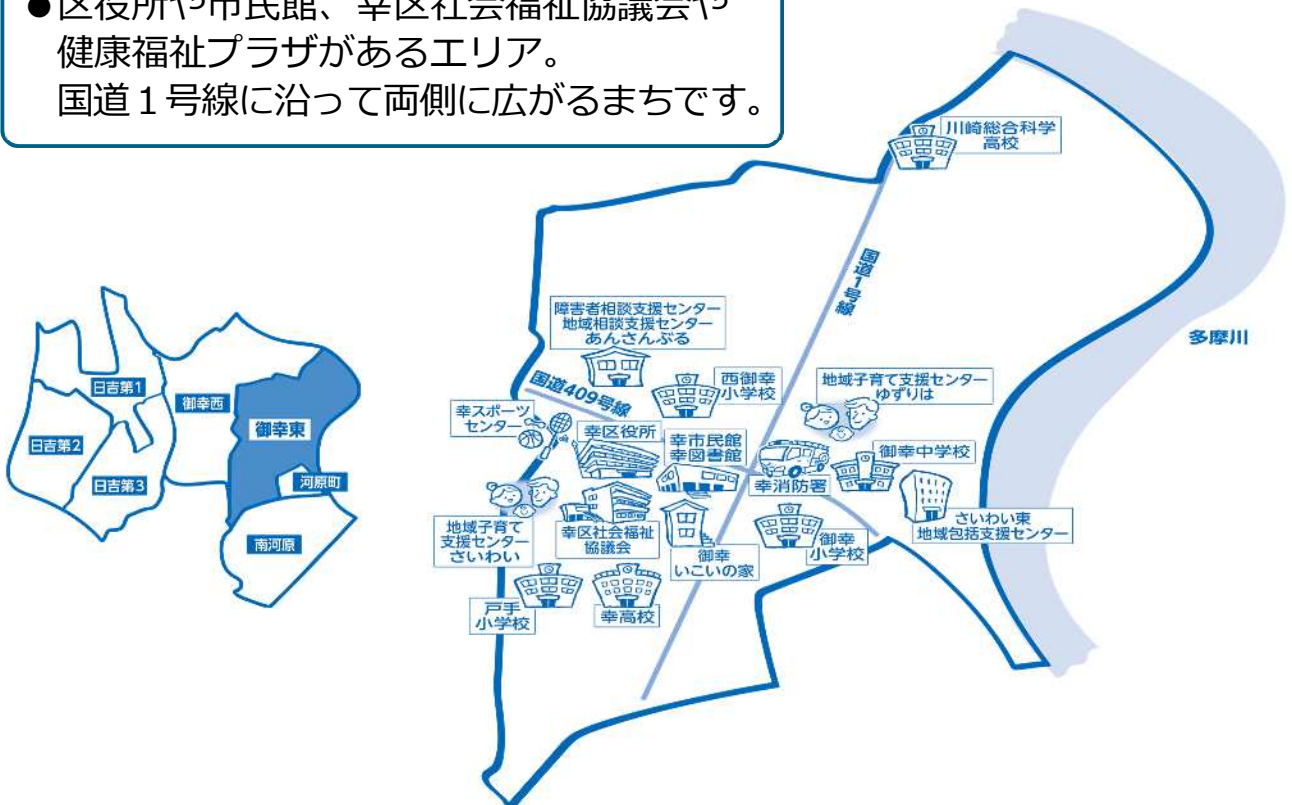 ●区役所や市民館、幸区社会福祉協議会や
健康福祉プラザがあるエリア。
国道１号線に沿って両側に広がるまちです。
川崎総合科学
高校
国道1号線
多摩川
障害者相談支援センター
地域相談支援センター
あんさんぶる
国道409号線
西御幸
小学校
地域子育て支援センター
ゆずりは
幸スポーツ
センター
幸区役所
幸市民館
幸図書館
御幸中学校
幸消防署
さいわい東
地域包括支援センター
地域子育て
支援センター
さいわい
幸区社会福祉
協議会
御幸
いこいの家
御幸
小学校
戸手
小学校
幸高校
日吉第1
御幸西
御幸東
日吉第2
日吉第3
河原町
南河原